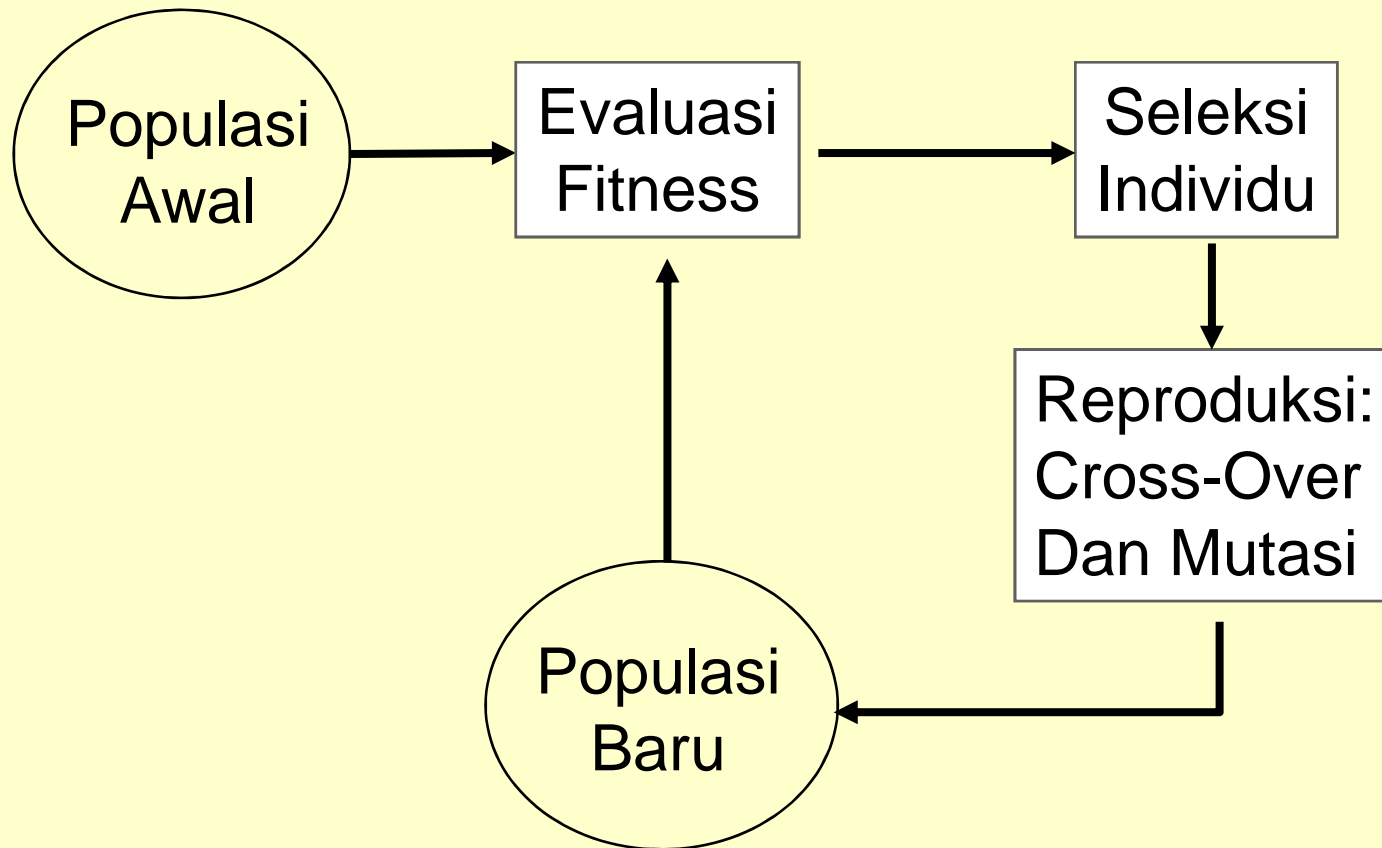 Populasi
Awal
Evaluasi
Fitness
Seleksi
Individu
Reproduksi:
Cross-Over
Dan Mutasi
Populasi
Baru